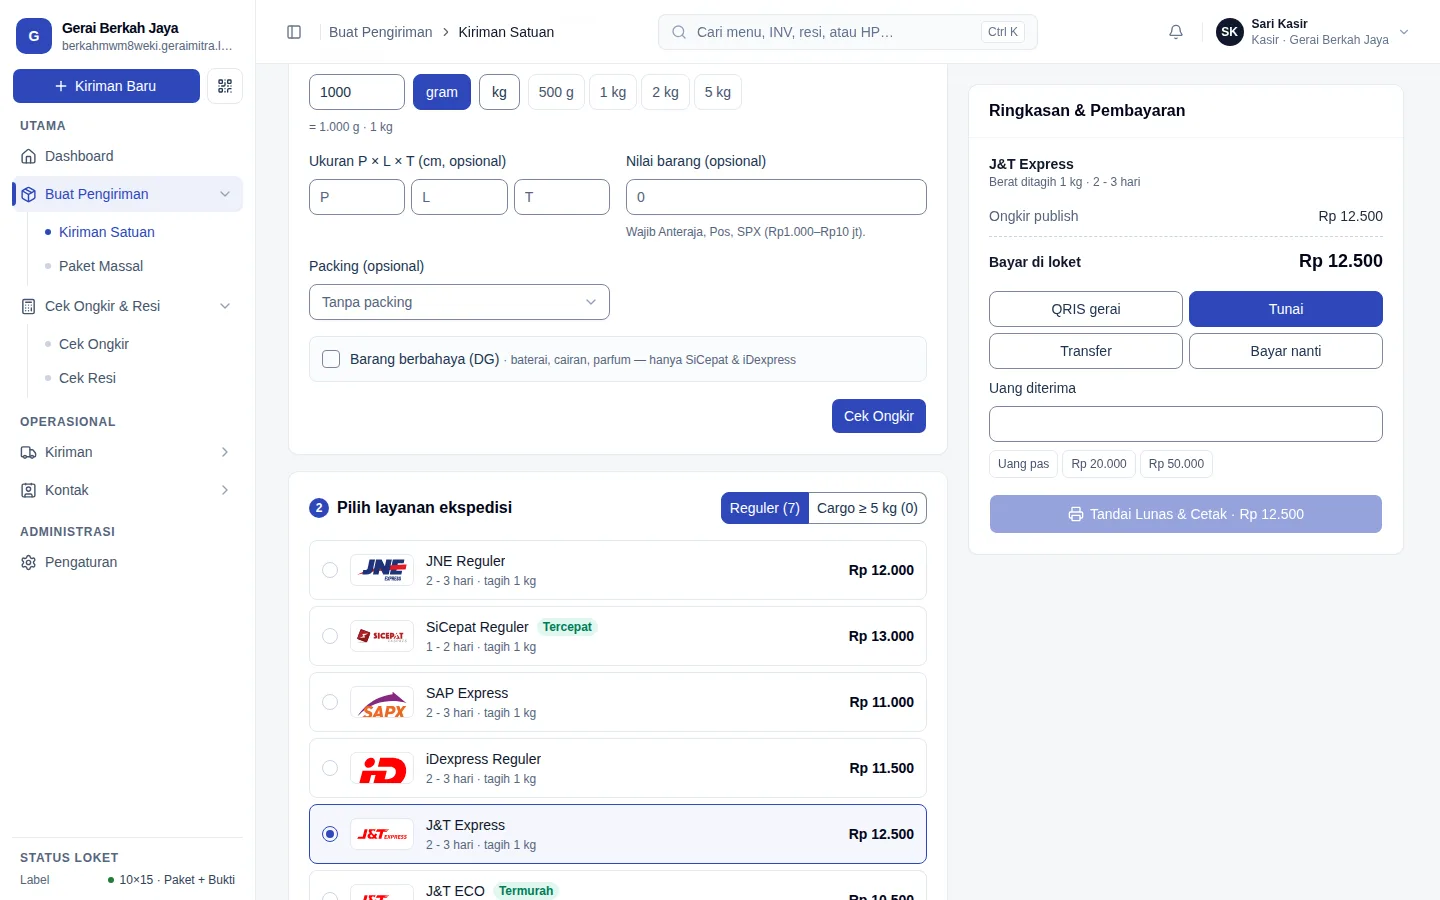 G
Gerai Berkah Jaya
berkahmwm8weki.geraimitra.l...
Kiriman Baru
UTAMA
Dashboard
Buat Pengiriman
Kiriman Satuan
Paket Massal
Cek Ongkir & Resi
Cek Ongkir
Cek Resi
OPERASIONAL
Kiriman
Kontak
ADMINISTRASI
Pengaturan
STATUS LOKET
Label
10×15 · Paket + Bukti
Buat Pengiriman
Kiriman Satuan
Cari menu, INV, resi, atau HP...
Ctrl K
SK
Sari Kasir
Kasir · Gerai Berkah Jaya
1000
gram
kg
500 g
1 kg
2 kg
5 kg
= 1.000 g · 1 kg
Ukuran P × L × T (cm, opsional)
P
L
T
Nilai barang (opsional)
0
Wajib Anteraja, Pos, SPX (Rp1.000–Rp10 jt).
Packing (opsional)
Tanpa packing
Barang berbahaya (DG) · baterai, cairan, parfum — hanya SiCepat & iDexpress
Cek Ongkir
2
Pilih layanan ekspedisi
Reguler (7)
Cargo ≥ 5 kg (0)
JNE EXPRESS
JNE Reguler
2 - 3 hari · tagih 1 kg
Rp 12.000
SICEPAT
SiCepat Reguler
Tercepat
1 - 2 hari · tagih 1 kg
Rp 13.000
SAPX
SAP Express
2 - 3 hari · tagih 1 kg
Rp 11.000
iD
iDexpress Reguler
2 - 3 hari · tagih 1 kg
Rp 11.500
J&T EXPRESS
J&T Express
2 - 3 hari · tagih 1 kg
Rp 12.500
J&T
J&T ECO
Termurah
Rp 10.500
Ringkasan & Pembayaran
J&T Express
Berat ditagih 1 kg · 2 - 3 hari
Ongkir publish
Rp 12.500
Bayar di loket
Rp 12.500
QRIS gerai
Tunai
Transfer
Bayar nanti
Uang diterima
Uang pas
Rp 20.000
Rp 50.000
Tandai Lunas & Cetak · Rp 12.500